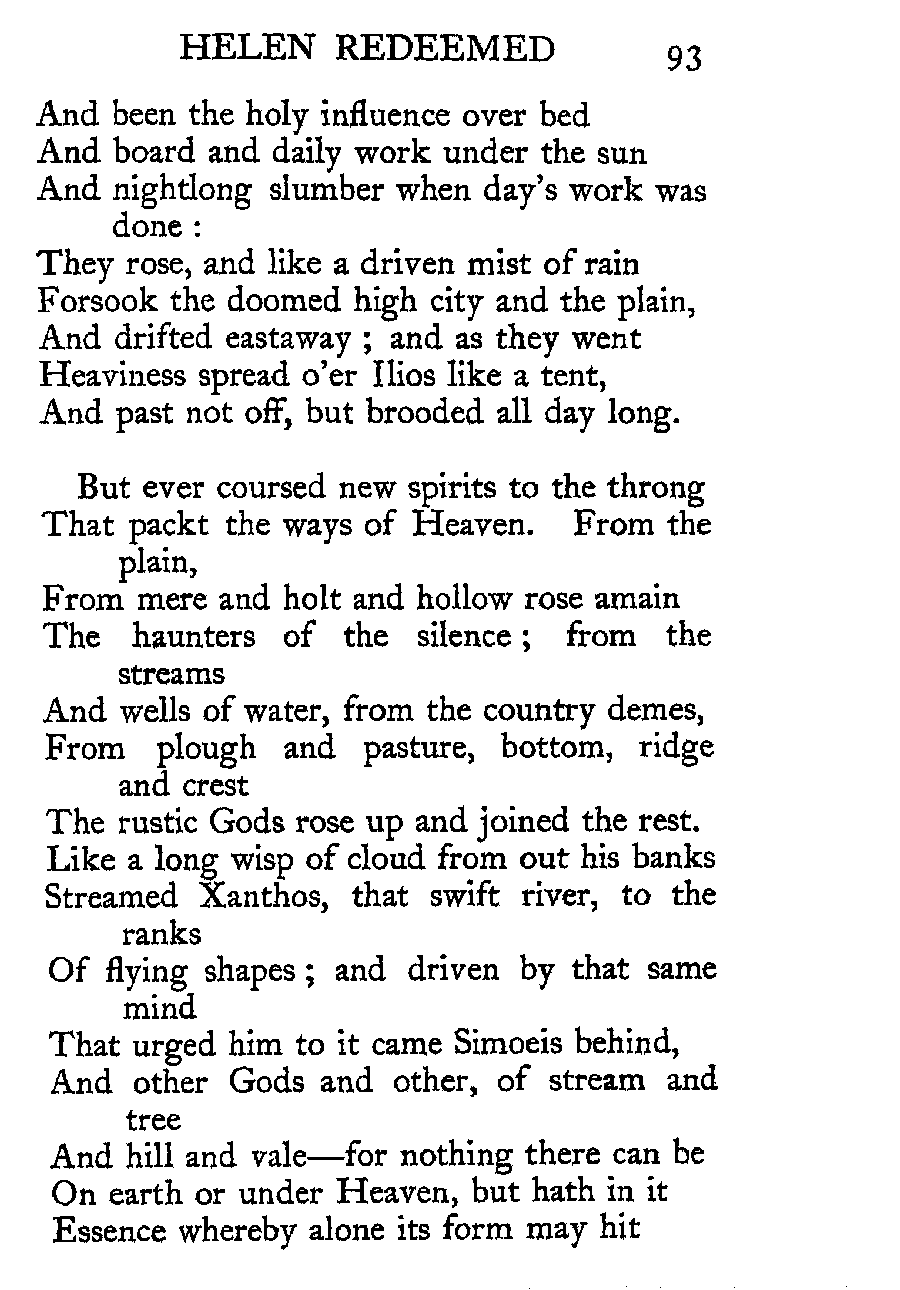 HELEN REDEEMED 93
And been the holy influence over bed
And board and daily work under the sun
And nightlong slumber when day's work was
done :
They rose, and like a driven mist of rain
Forsook the doomed high city and the plain,
And drifted eastaway ; and as they went
Heaviness spread o'er Ilios like a tent,
And past not off, but brooded all day long.
But ever coursed new spirits to the throng
That packt the ways of Heaven. From the
plain,
From mere and holt and hollow rose amain
The haunters of the silence ; from the
streams
And wells of water, from the country demes,
From plough and pasture, bottom, ridge
and crest
The rustic Gods rose up and joined the rest.
Like a long wisp of cloud from out his banks
Streamed Xanthos, that swift river, to the
ranks
Of flying shapes ; and driven by that same
mind
That urged him to it came Simoeis behind,
And other Gods and other, of stream and
tree
And hill and vale—for nothing there can be
On earth or under Heaven, but hath in it
Essence whereby alone its form may hit